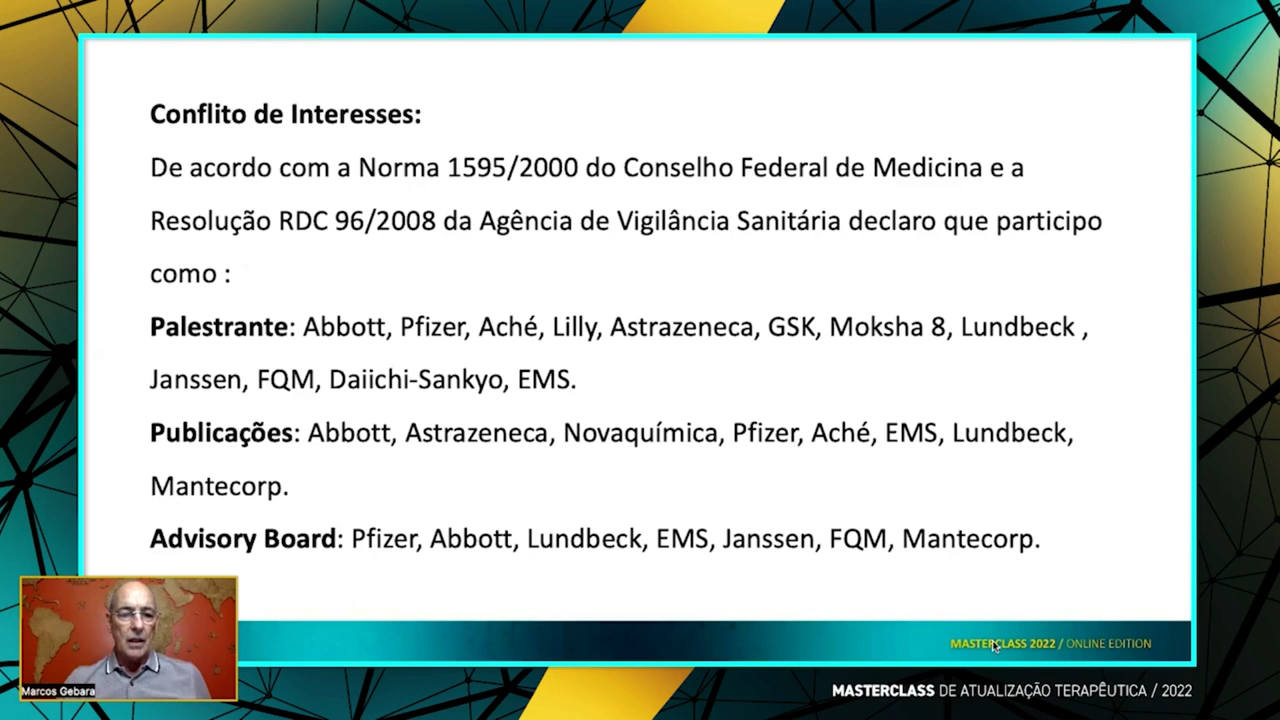 Conflito de Interesses:
De acordo com a Norma 1595/2000 do Conselho Federal de Medicina e a
Resolução RDC 96/2008 da Agência de Vigilância Sanitária declaro que participo
como :
Palestrante: Abbott, Pfizer, Aché, Lilly, Astrazeneca, GSK, Moksha 8, Lundbeck ,
Janssen, FQM, Daiichi-Sankyo, EMS.
Publicações: Abbott, Astrazeneca, Novaquímica, Pfizer, Aché, EMS, Lundbeck,
Mantecorp.
Advisory Board: Pfizer, Abbott, Lundbeck, EMS, Janssen, FQM, Mantecorp.
MASTERCLASS 2022 / ONLINE EDITION
Marcos Gebara
MASTERCLASS DE ATUALIZAÇÃO TERAPÊUTICA / 2022